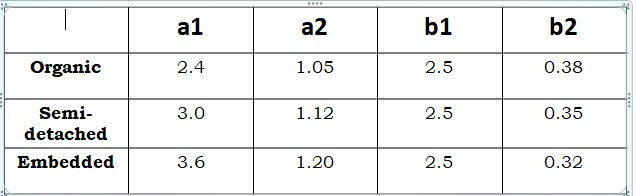 a1 a2 b1 b2
Organic 2.4 1.05 2.5 0.38
Semi-
detached 3.0 1.12 2.5 0.35
Embedded 3.6 1.20 2.5 0.32